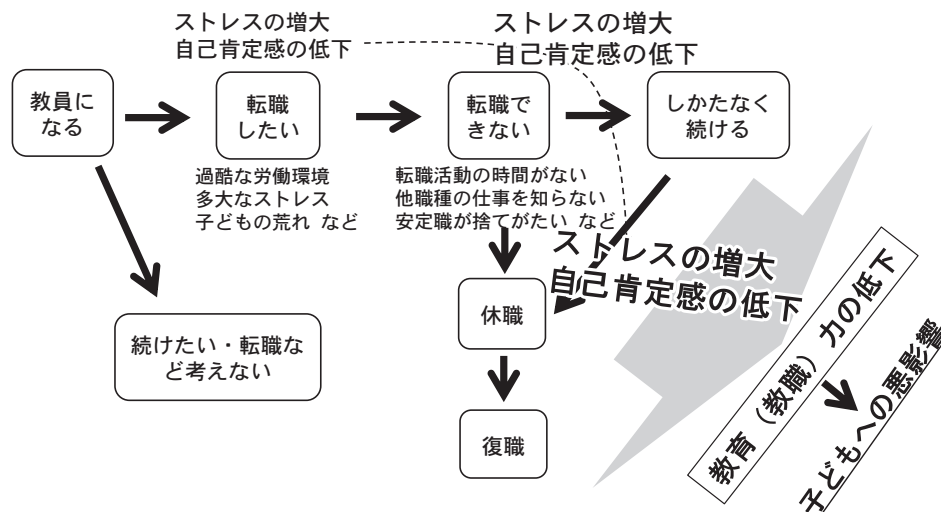 ストレスの増大
自己肯定感の低下
ストレスの増大
自己肯定感の低下
教員に
なる
転職
したい
転職で
きない
しかたなく
続ける
過酷な労働環境
多大なストレス
子どもの荒れ など
転職活動の時間がない
他職種の仕事を知らない
安定職が捨てがたい など
ストレスの増大
自己肯定感の低下
休職
続けたい・転職な
ど考えない
復職
教育（教職）力の低下
子どもへの悪影響